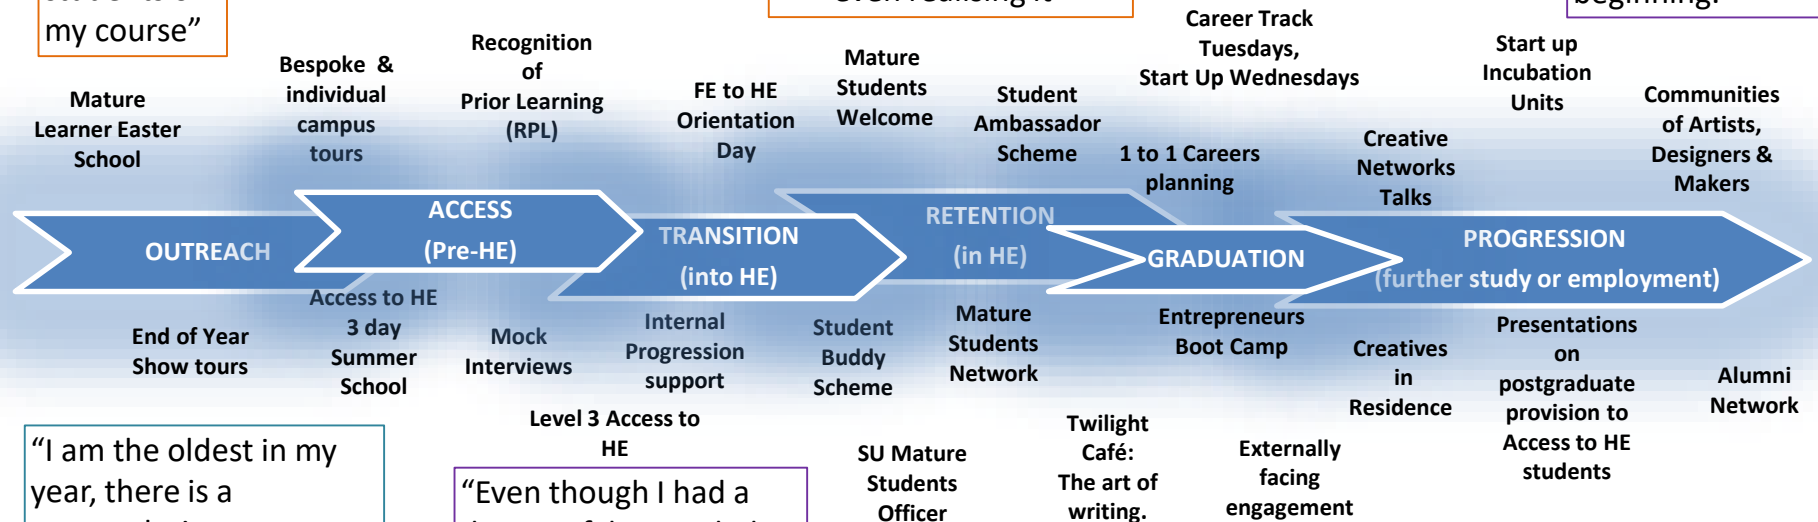 my course”
even realising it
beginning.
Mature
Learner Easter
School
Bespoke &
individual
campus
tours
Recognition
of
Prior Learning
(RPL)
FE to HE
Orientation
Day
Mature
Students
Welcome
Student
Ambassador
Scheme
Career Track
Tuesdays,
Start Up Wednesdays
1 to 1 Careers
planning
Creative
Networks
Talks
Start up
Incubation
Units
Communities
of Artists,
Designers &
Makers
OUTREACH
ACCESS
(Pre-HE)
TRANSITION
(into HE)
RETENTION
(in HE)
GRADUATION
PROGRESSION
(further study or employment)
End of Year
Show tours
Access to HE
3 day
Summer
School
Mock
Interviews
Level 3 Access to
HE
Internal
Progression
support
Student
Buddy
Scheme
Mature
Students
Network
SU Mature
Students
Officer
Twilight
Café:
The art of
writing.
Entrepreneurs
Boot Camp
Externally
facing
engagement
Creatives
in
Residence
Presentations
on
postgraduate
provision to
Access to HE
students
Alumni
Network
“I am the oldest in my
year, there is a
“Even though I had a